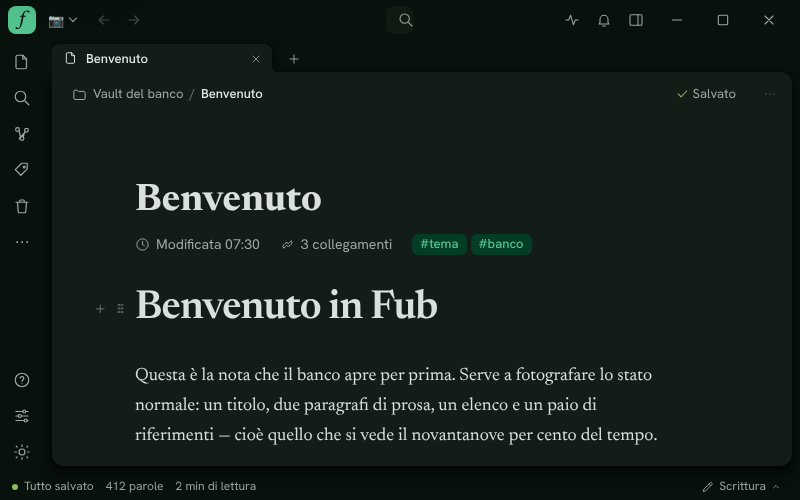 f
Benvenuto
Vault del banco / Benvenuto
Salvato
Benvenuto
Modificata 07:30 3 collegamenti #tema #banco
Benvenuto in Fub
Questa è la nota che il banco apre per prima. Serve a fotografare lo stato
normale: un titolo, due paragrafi di prosa, un elenco e un paio di
riferimenti — cioè quello che si vede il novantanove per cento del tempo.
Tutto salvato 412 parole 2 min di lettura
Scrittura